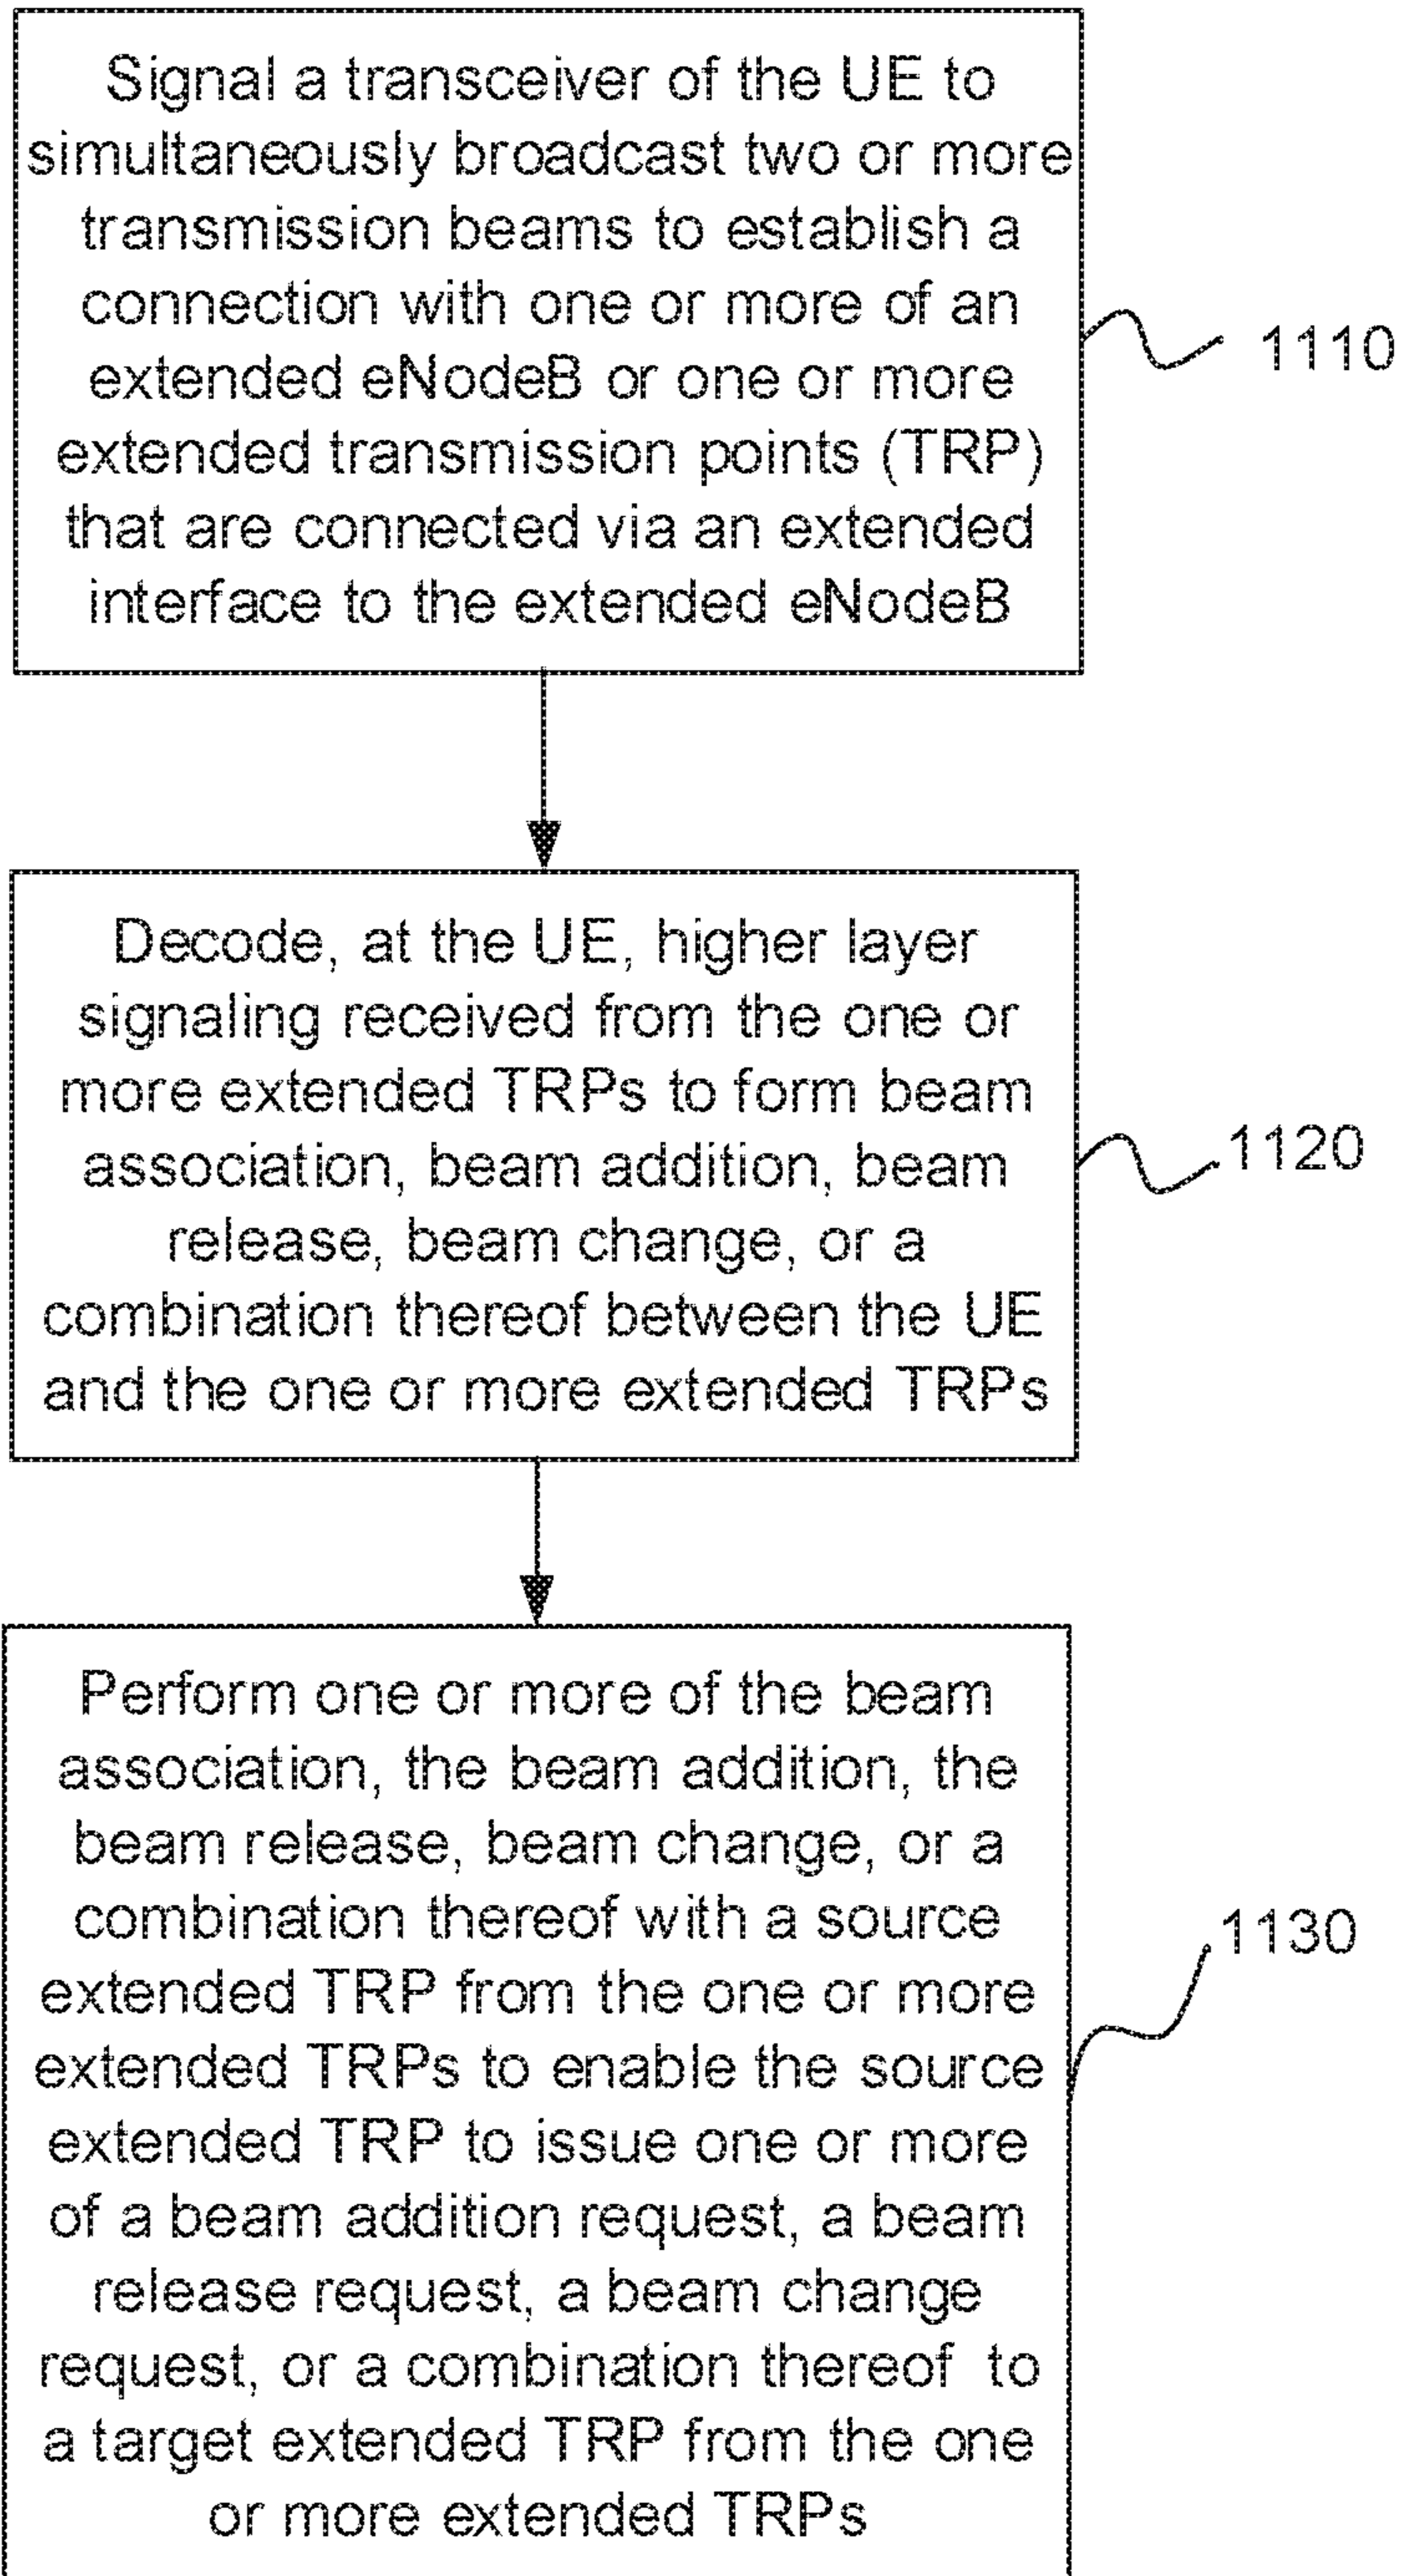 Signal a transceiver of the UE to
simultaneously broadcast two or more
transmission beams to establish a
connection with one or more of an
extended eNodeB or one or more
extended transmission points (TRP)
that are connected via an extended
interface to the extended eNodeB
1110
Decode, at the UE, higher layer
signaling received from the one or
more extended TRPs to form beam
association, beam addition, beam
release, beam change, or a
combination thereof between the UE
and the one or more extended TRPs
1120
Perform one or more of the beam
association, the beam addition, the
beam release, beam change, or a
combination thereof with a source
extended TRP from the one or more
extended TRPs to enable the source
extended TRP to issue one or more
of a beam addition request, a beam
release request, a beam change
request, or a combination thereof to
a target extended TRP from the one
or more extended TRPs
1130